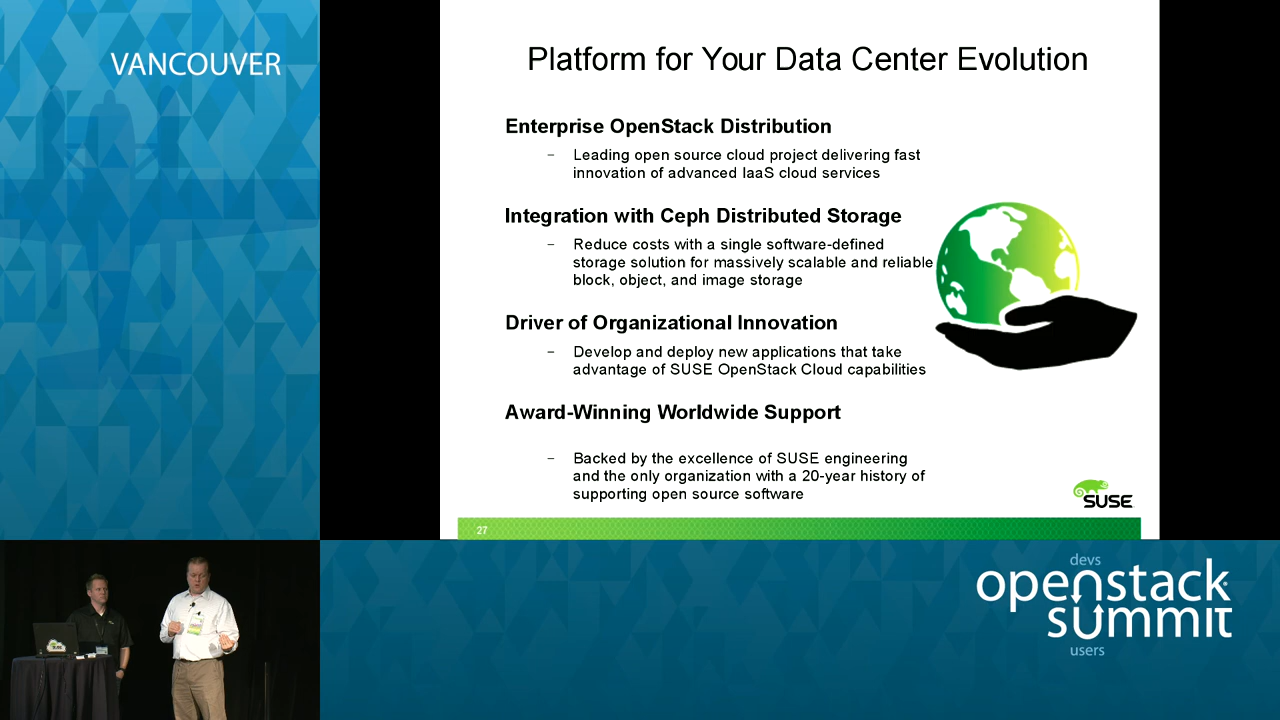 VANCOUVER
Platform for Your Data Center Evolution
Enterprise OpenStack Distribution
– Leading open source cloud project delivering fast
innovation of advanced IaaS cloud services
Integration with Ceph Distributed Storage
– Reduce costs with a single software-defined
storage solution for massively scalable and reliable
block, object, and image storage
Driver of Organizational Innovation
– Develop and deploy new applications that take
advantage of SUSE OpenStack Cloud capabilities
Award-Winning Worldwide Support
– Backed by the excellence of SUSE engineering
and the only organization with a 20-year history of
supporting open source software
SUSE
27
devs
openstack
summit
users
SUSE